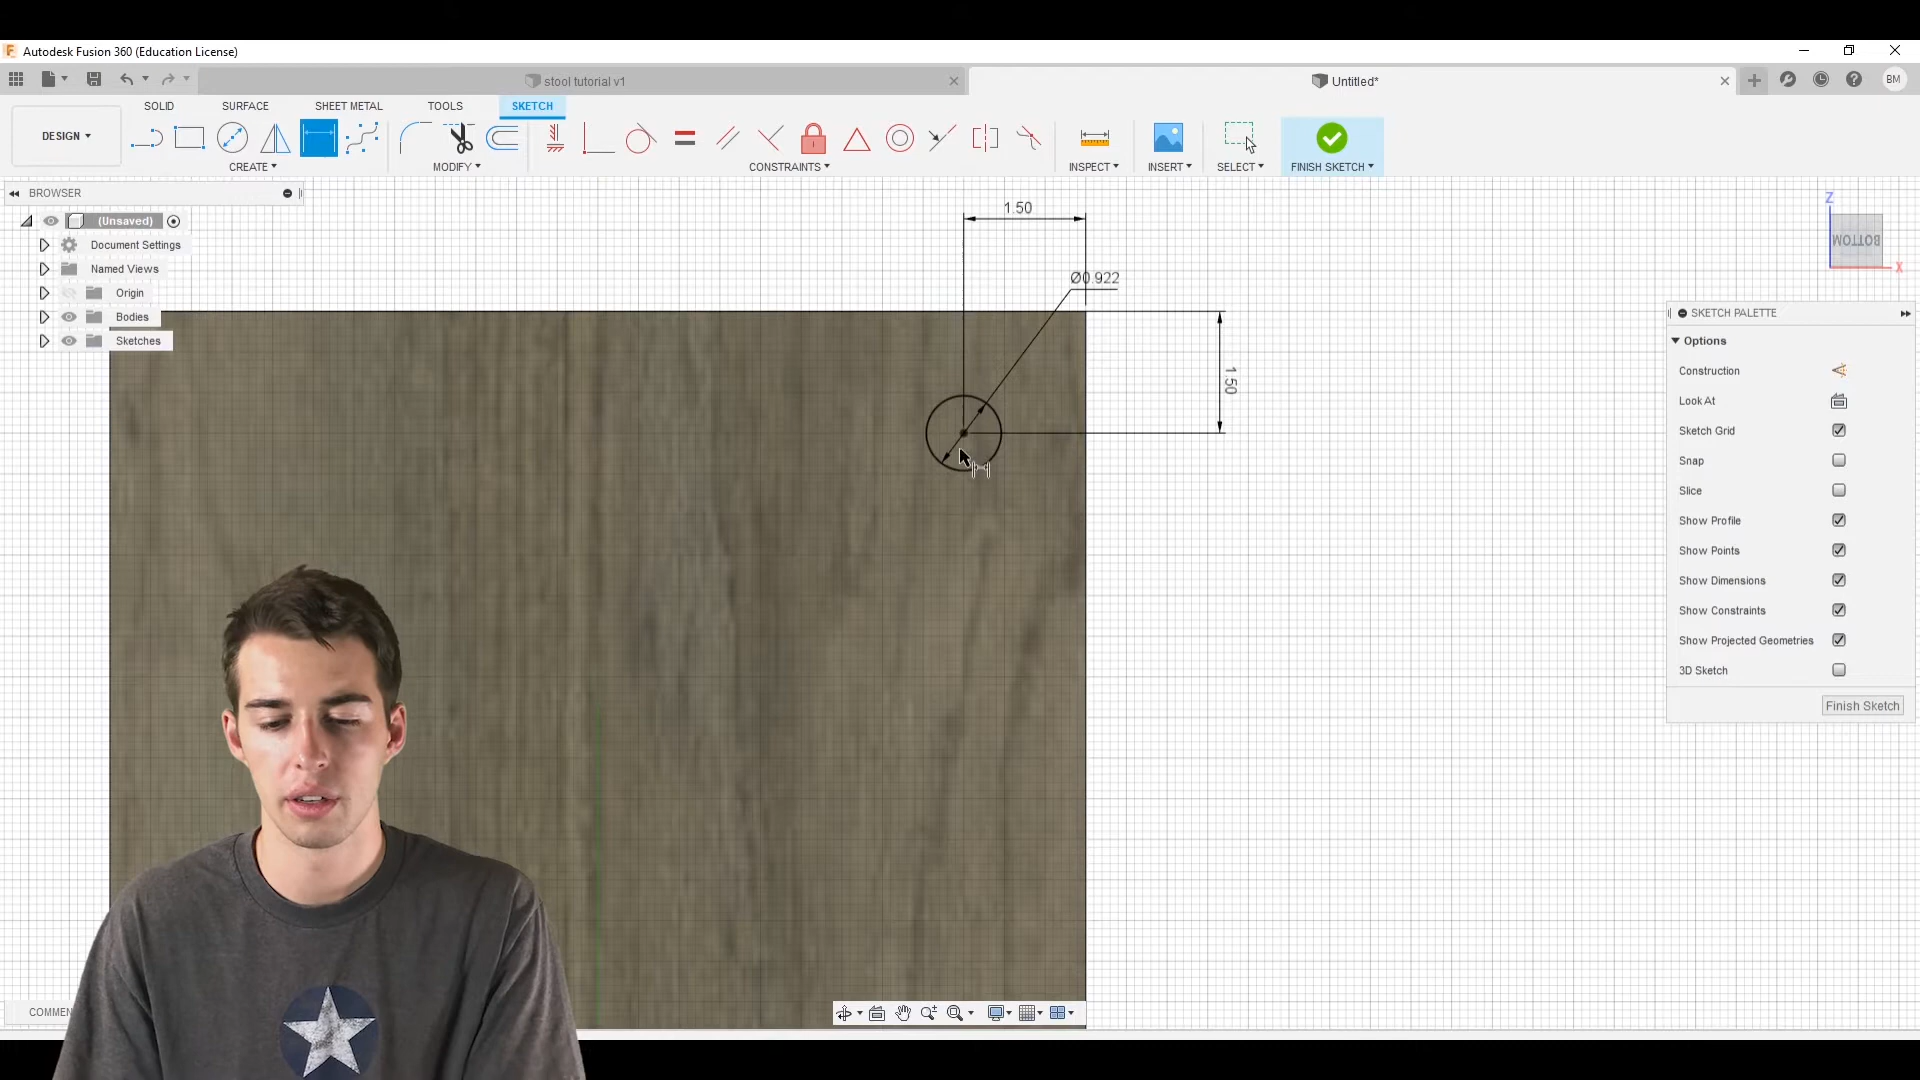 Autodesk Fusion 360 (Education License)
stool tutorial v1
Untitled*
BM
DESIGN
SOLID
SURFACE
SHEET METAL
TOOLS
SKETCH
CREATE
MODIFY
CONSTRAINTS
INSPECT
INSERT
SELECT
FINISH SKETCH
BROWSER
(Unsaved)
Document Settings
Named Views
Origin
Bodies
Sketches
1.50
Ø0.922
1.50
Z
BOTTOM
X
SKETCH PALETTE
Options
Construction
Look At
Sketch Grid
Snap
Slice
Show Profile
Show Points
Show Dimensions
Show Constraints
Show Projected Geometries
3D Sketch
Finish Sketch
COMMEN